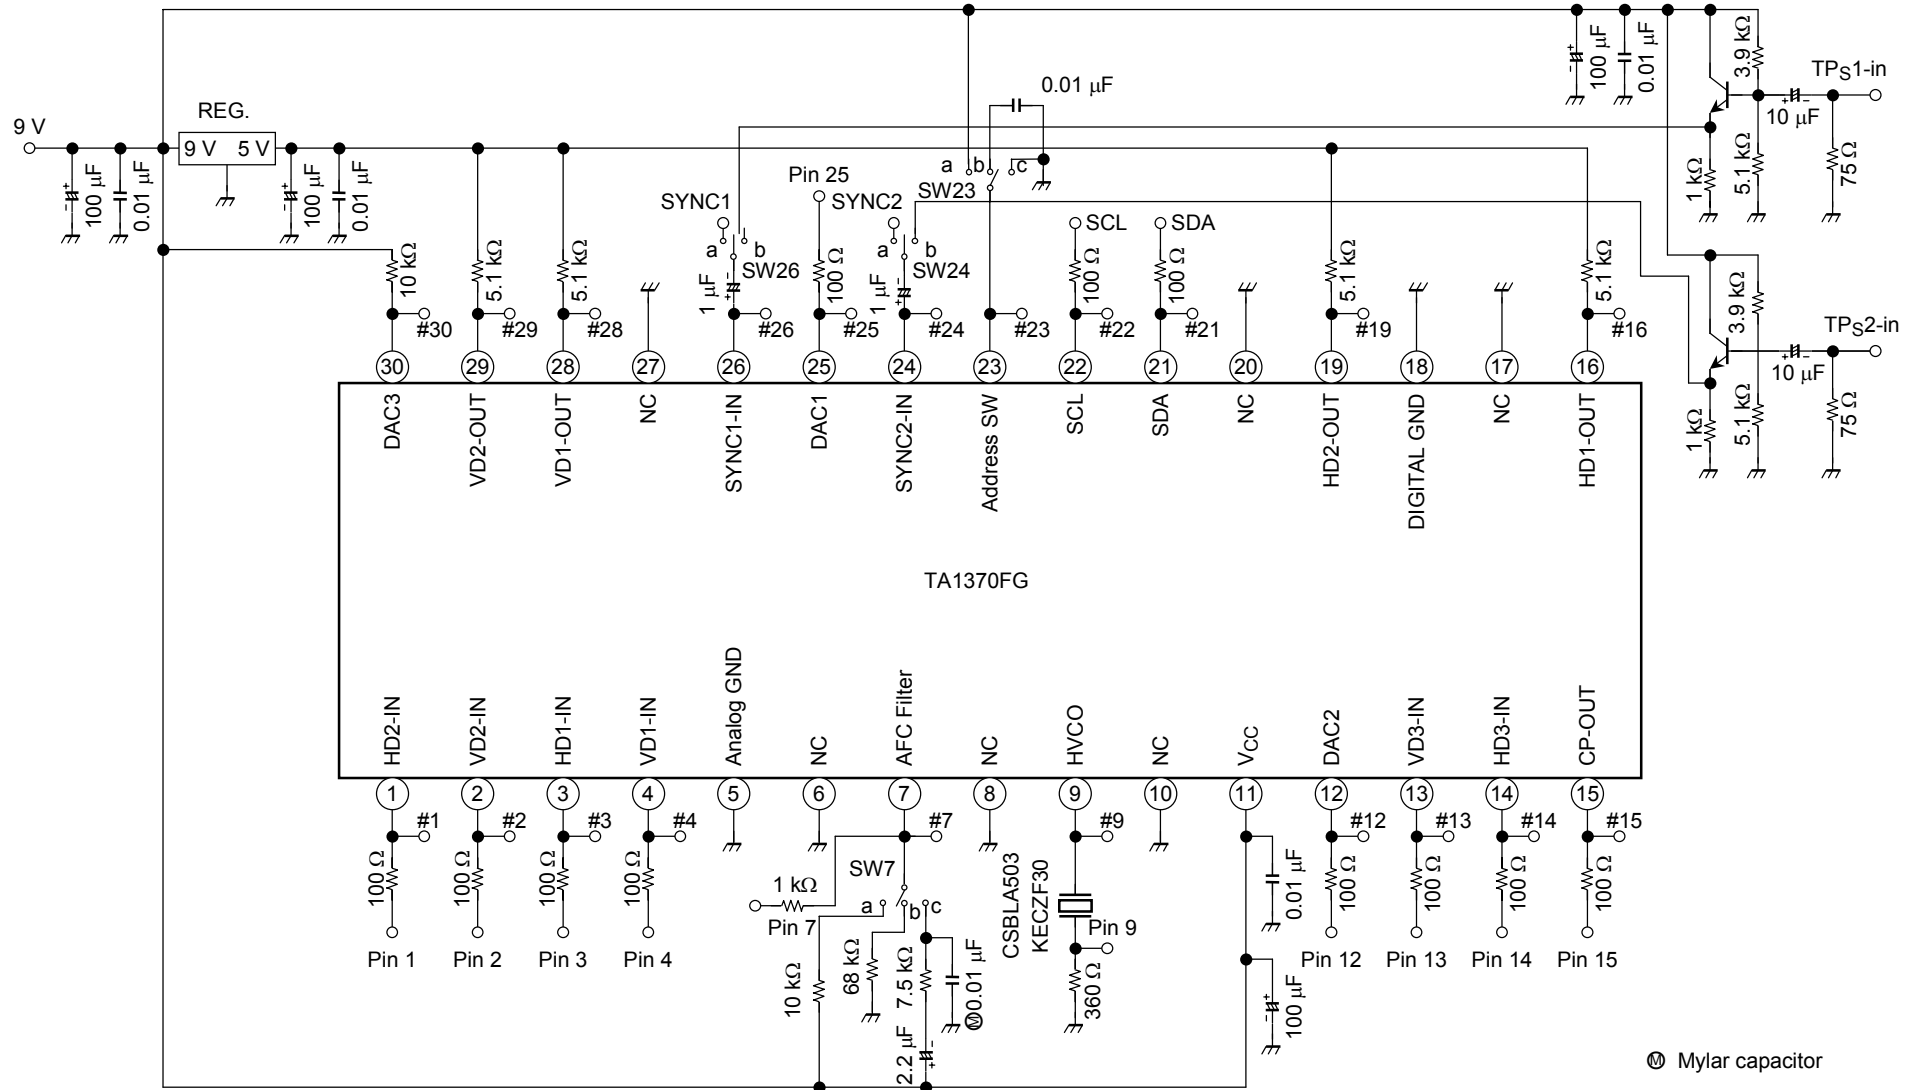 3.9 kΩ
100 µF
0.01 µF
TPS1-in
0.01 µF
10 µF
REG.
9 V
9 V 5 V
100 µF
0.01 µF
100 µF
0.01 µF
a b c
SW23
Pin 25
1 kΩ
5.1 kΩ
75 Ω
SYNC1
SYNC2
SCL
SDA
a b
SW26
a b
SW24
10 kΩ
5.1 kΩ
5.1 kΩ
1 µF
100 Ω
1 µF
100 Ω
100 Ω
5.1 kΩ
5.1 kΩ
3.9 kΩ
#30
#29
#28
#26
#25
#24
#23
#22
#21
#19
#16
TPS2-in
10 µF
30 29 28 27 26 25 24 23 22 21 20 19 18 17 16
DAC3
VD2-OUT
VD1-OUT
NC
SYNC1-IN
DAC1
SYNC2-IN
Address SW
SCL
SDA
NC
HD2-OUT
DIGITAL GND
NC
HD1-OUT
1 kΩ
5.1 kΩ
75 Ω
TA1370FG
HD2-IN
VD2-IN
HD1-IN
VD1-IN
Analog GND
NC
AFC Filter
NC
HVCO
NC
VCC
DAC2
VD3-IN
HD3-IN
CP-OUT
1 2 3 4 5 6 7 8 9 10 11 12 13 14 15
#1
#2
#3
#4
#7
#9
#12
#13
#14
#15
100 Ω
100 Ω
100 Ω
100 Ω
SW7
1 kΩ
Pin 7
a b c
CSBLA503
KECZF30
Pin 9
0.01 µF
100 Ω
100 Ω
100 Ω
100 Ω
Pin 1
Pin 2
Pin 3
Pin 4
Pin 12
Pin 13
Pin 14
Pin 15
10 kΩ
68 kΩ
7.5 kΩ
Ⓜ0.01 µF
360 Ω
100 µF
2.2 µF
Ⓜ Mylar capacitor